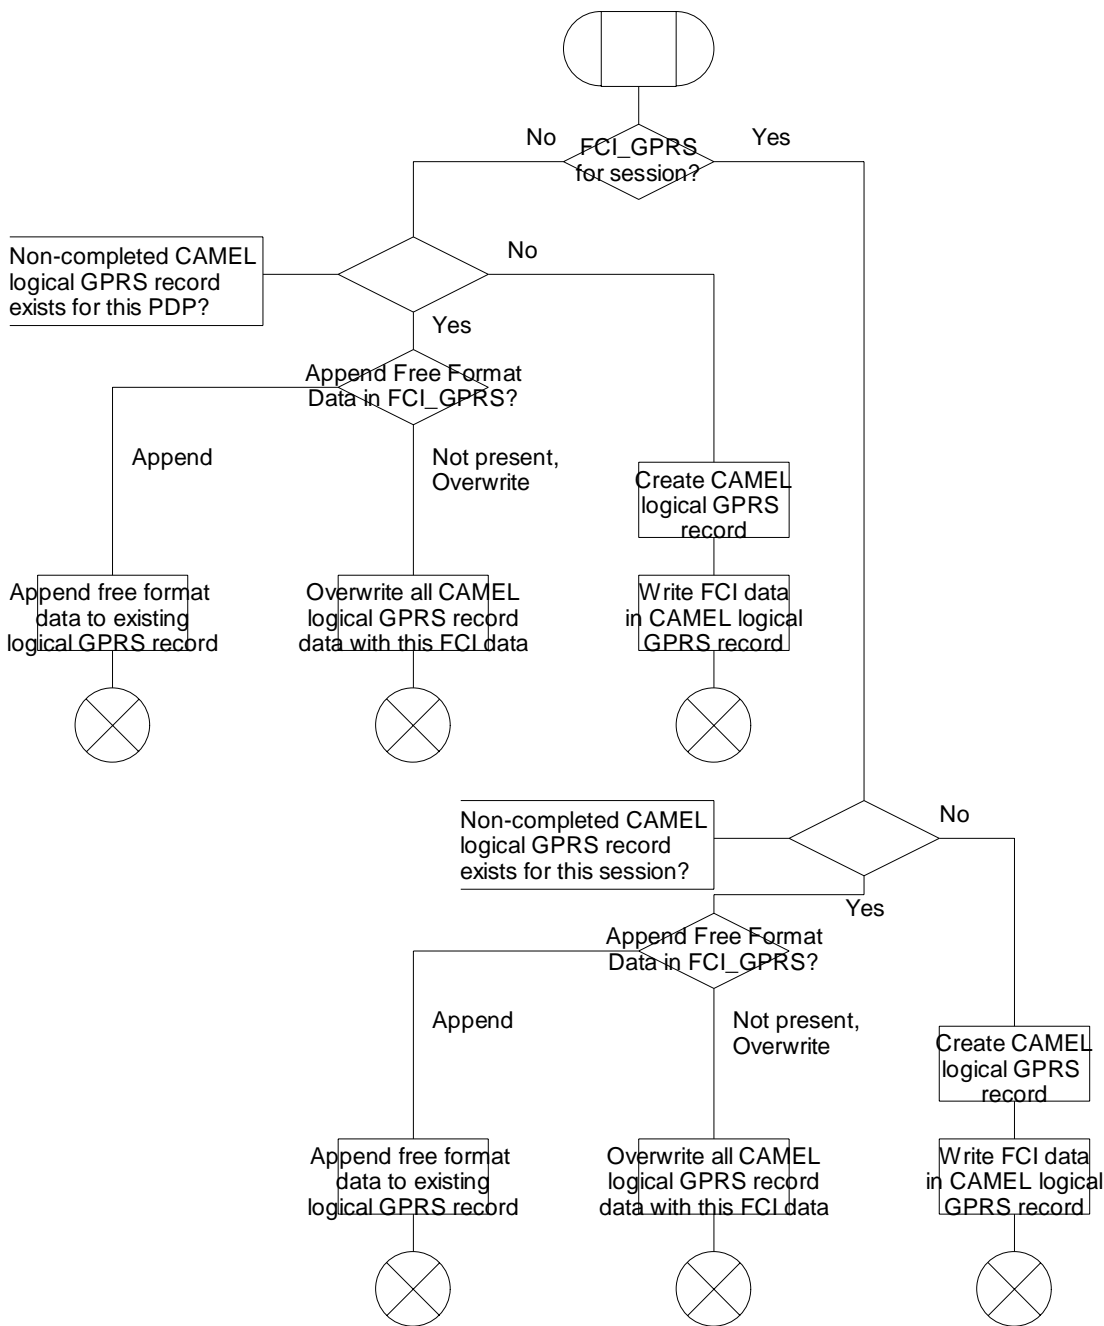 No
Yes
FCI_GPRS
for session?
Non-completed CAMEL
logical GPRS record
exists for this PDP?
No
Yes
Append Free Format
Data in FCI_GPRS?
Append
Not present,
Overwrite
Create CAMEL
logical GPRS
record
Append free format
data to existing
logical GPRS record
Overwrite all CAMEL
logical GPRS record
data with this FCI data
Write FCI data
in CAMEL logical
GPRS record
Non-completed CAMEL
logical GPRS record
exists for this session?
No
Yes
Append Free Format
Data in FCI_GPRS?
Append
Not present,
Overwrite
Create CAMEL
logical GPRS
record
Append free format
data to existing
logical GPRS record
Overwrite all CAMEL
logical GPRS record
data with this FCI data
Write FCI data
in CAMEL logical
GPRS record